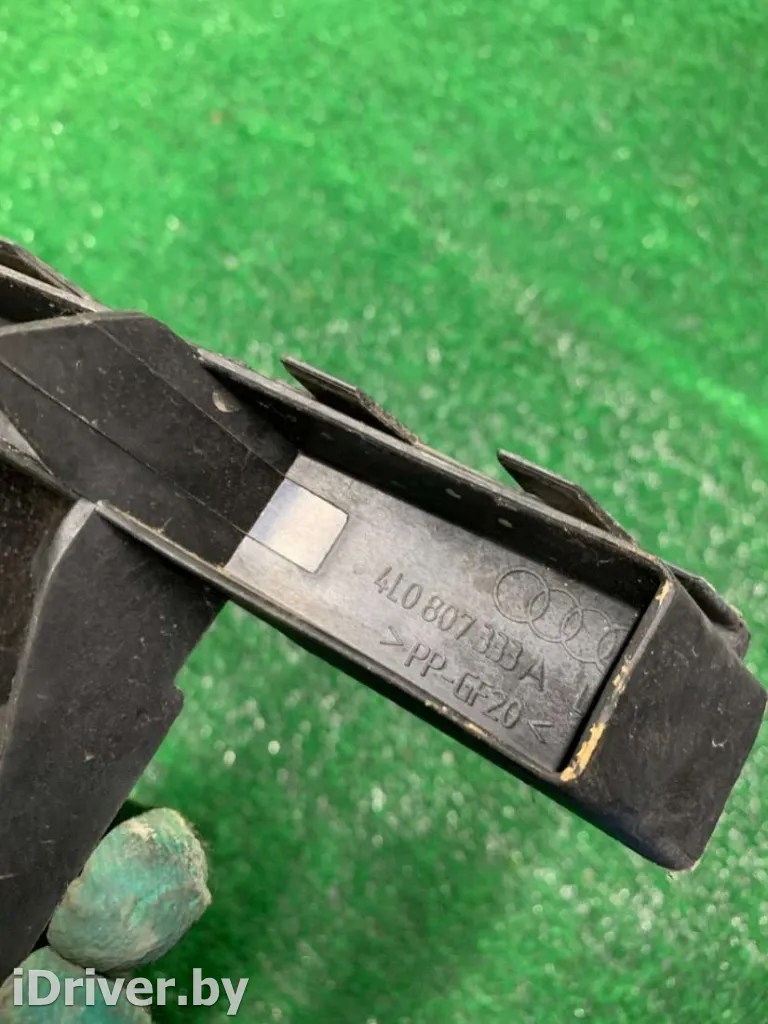 4L0 807 333 A L
>PP-GF20<
iDriver.by